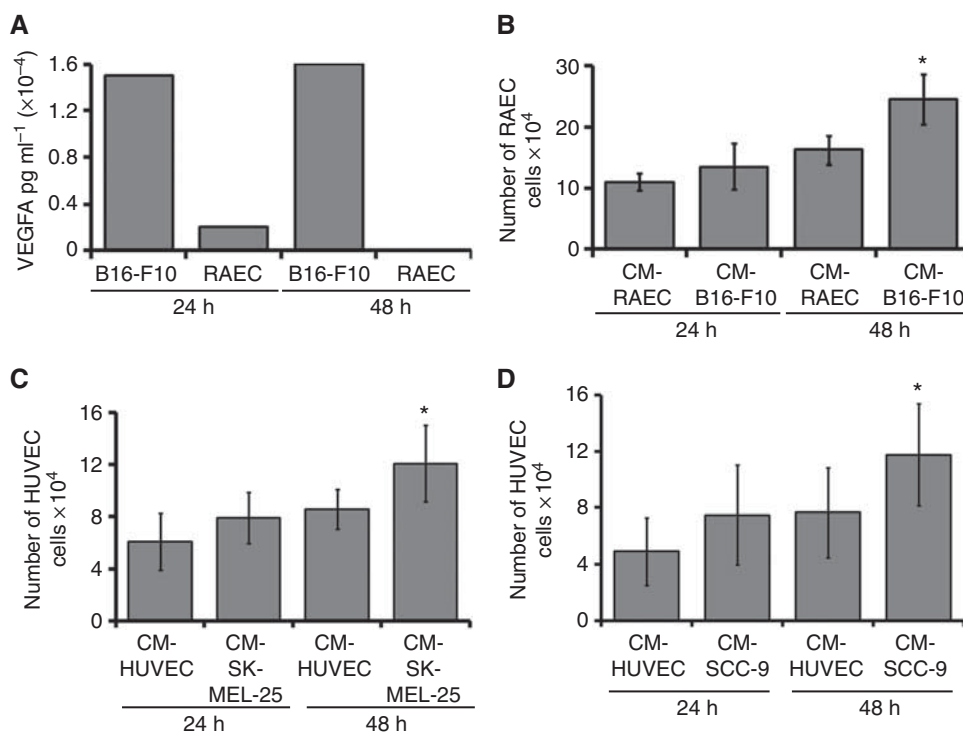 A
VEGFA pg ml⁻¹ (×10⁻⁴)
1.6
1.2
0.8
0.4
0
B16-F10 RAEC B16-F10 RAEC
24 h 48 h
B
Number of RAEC
cells ×10⁴
30
20
10
0
*
CM- CM- CM- CM-
RAEC B16-F10 RAEC B16-F10
24 h 48 h
C
Number of HUVEC
cells ×10⁴
16
12
8
4
0
*
CM- CM- CM- CM-
HUVEC SK- HUVEC SK-
MEL-25 MEL-25
24 h 48 h
D
Number of HUVEC
cells ×10⁴
16
12
8
4
0
*
CM- CM- CM- CM-
HUVEC SCC-9 HUVEC SCC-9
24 h 48 h